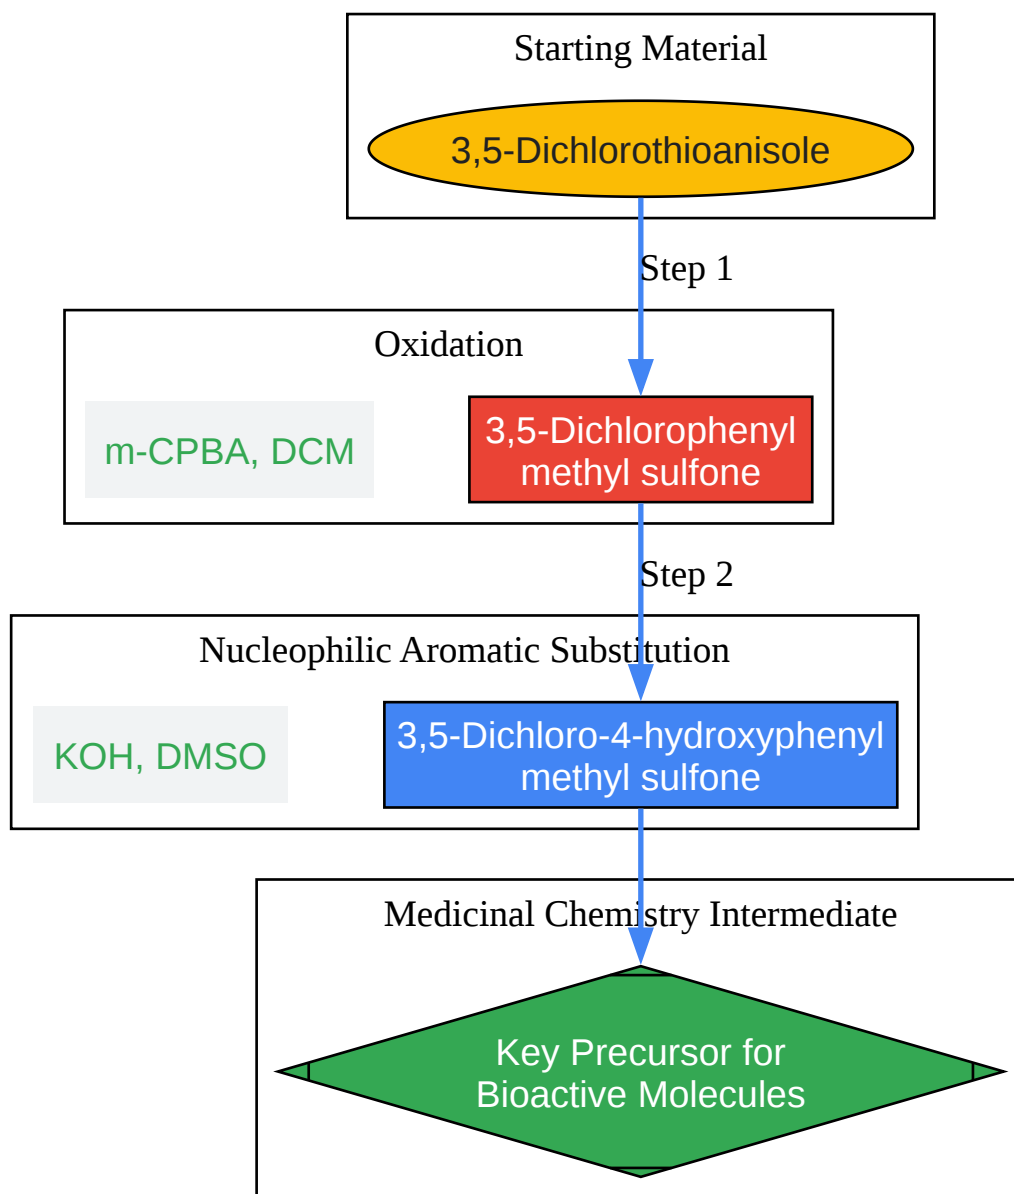 Starting Material
3,5-Dichlorothioanisole
Step 1
Oxidation
m-CPBA, DCM
3,5-Dichlorophenyl
methyl sulfone
Step 2
Nucleophilic Aromatic Substitution
KOH, DMSO
3,5-Dichloro-4-hydroxyphenyl
methyl sulfone
Medicinal Chemistry Intermediate
Key Precursor for
Bioactive Molecules